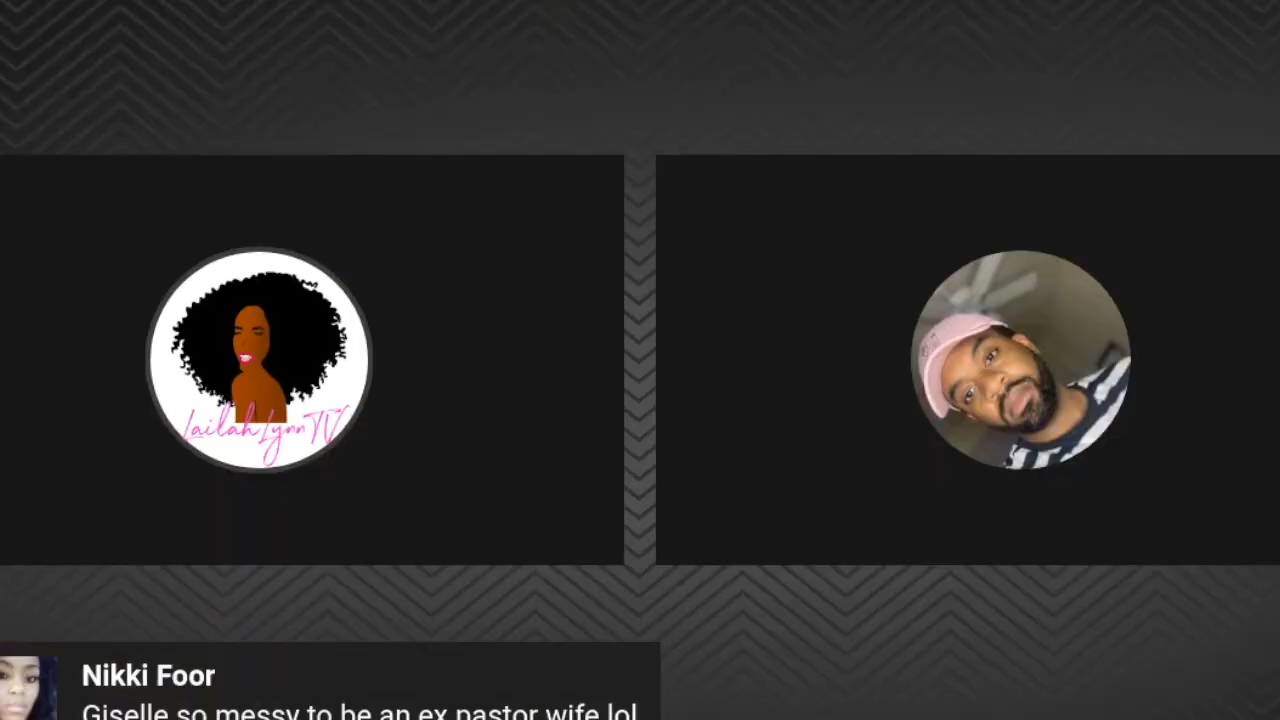 LailahLynnTV
Nikki Foor
Giselle so messy to be an ex pastor wife lol